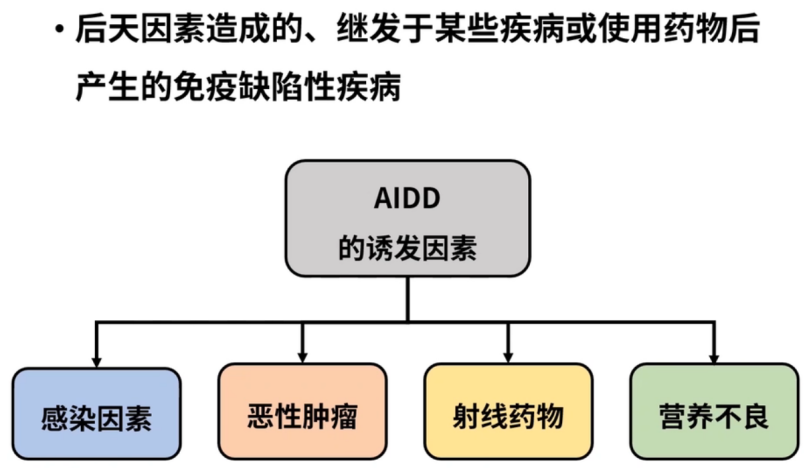 • 后天因素造成的、继发于某些疾病或使用药物后
产生的免疫缺陷性疾病
AIDD
的诱发因素
感染因素
恶性肿瘤
射线药物
营养不良